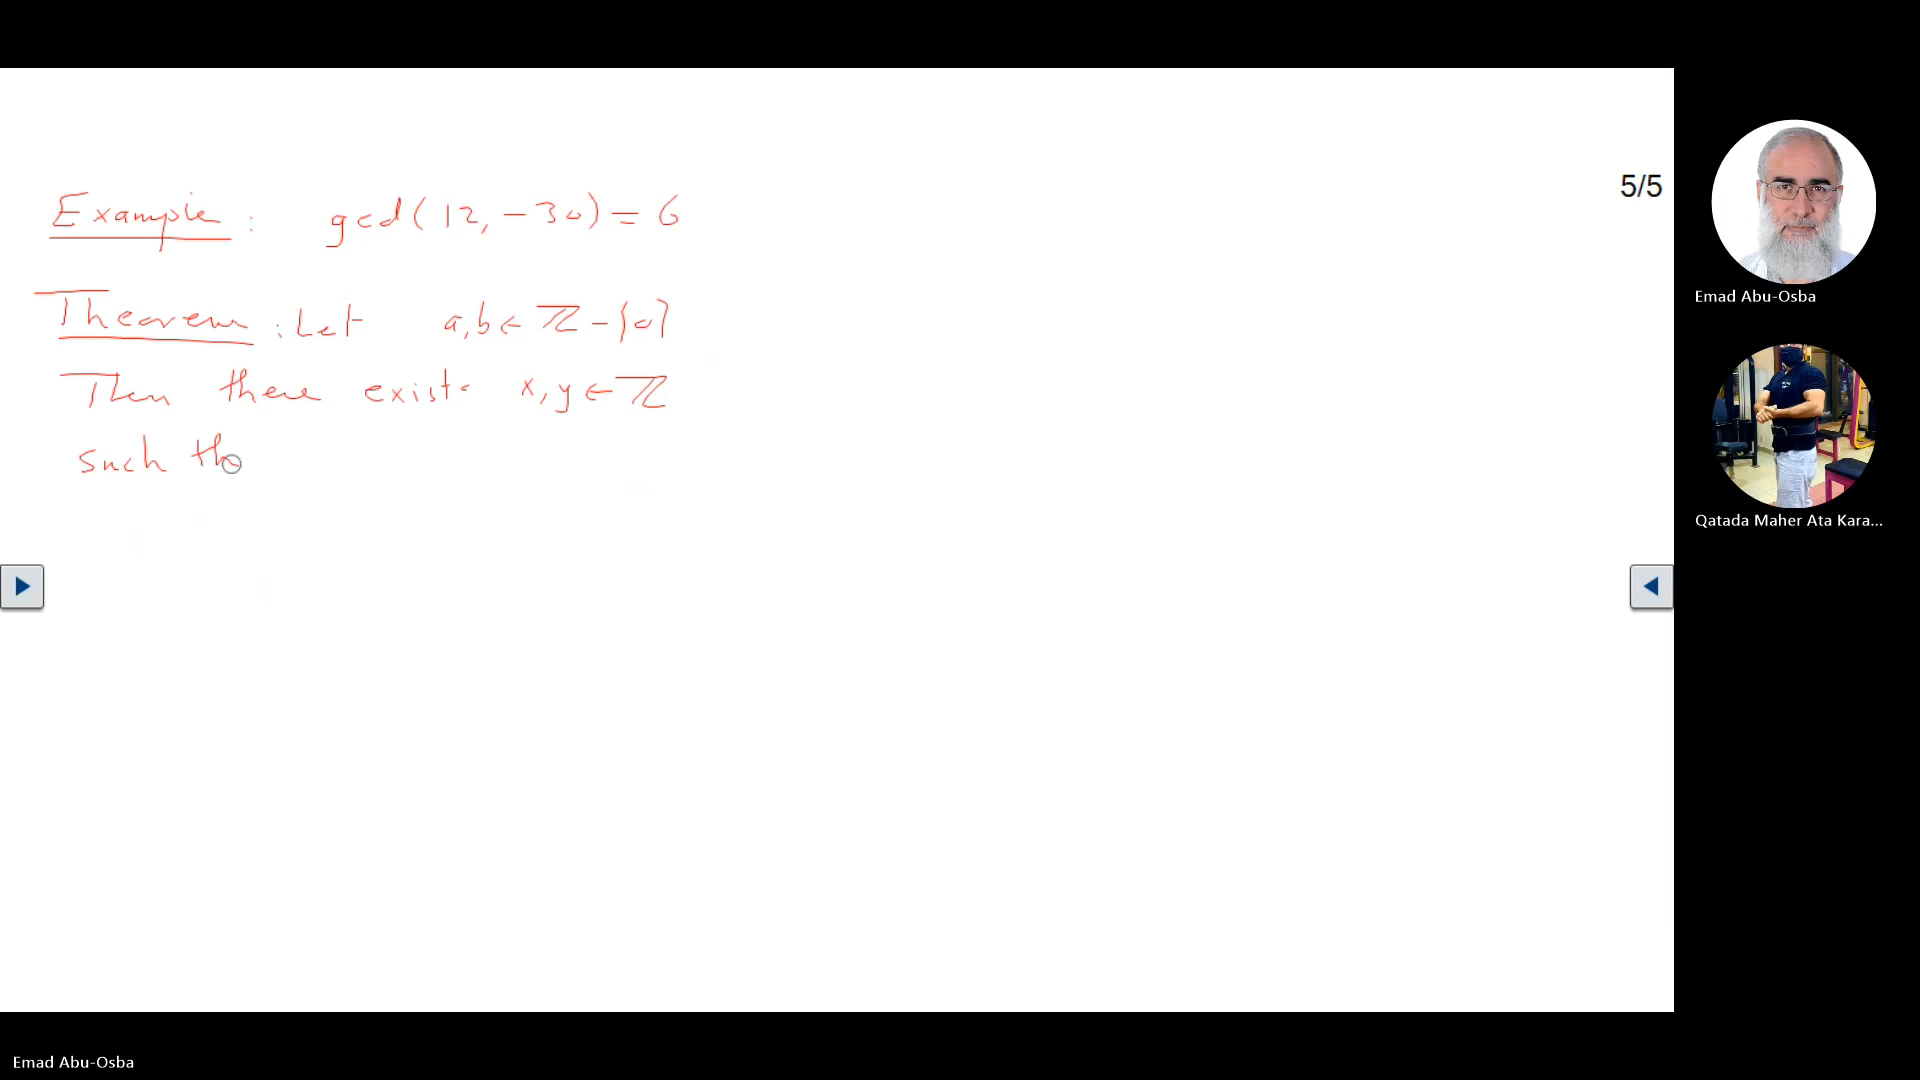 5/5
Example : gcd(12, -30) = 6
Theorem : Let a,b ∈ ℤ - {0}
Then there exist x, y ∈ ℤ
such th
Emad Abu-Osba
Qatada Maher Ata Kara...
Emad Abu-Osba